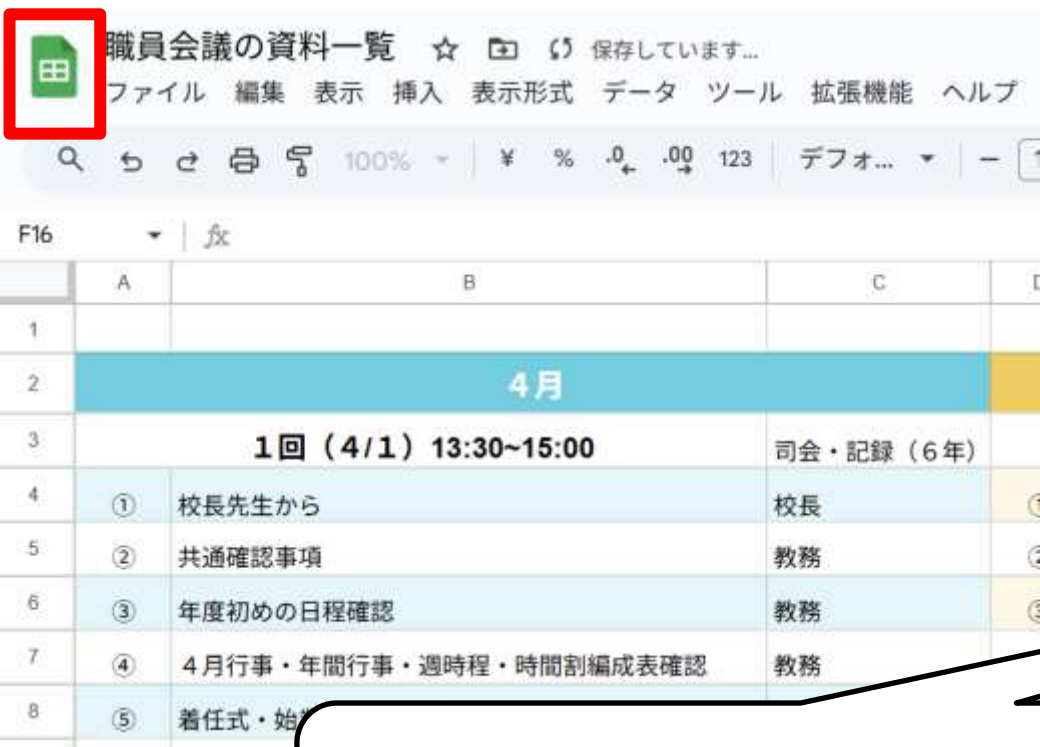 職員会議の資料一覧 保存しています...
ファイル 編集 表示 挿入 表示形式 データ ツール 拡張機能 ヘルプ
100% ¥ % .0 .00 123 デフォ... −
F16 fx
A B C
1
2 4月
3 1回(4/1)13:30~15:00 司会・記録(6年)
4 ① 校長先生から 校長
5 ② 共通確認事項 教務
6 ③ 年度初めの日程確認 教務
7 ④ 4月行事・年間行事・週時程・時間割編成表確認 教務
8 ⑤ 着任式・始